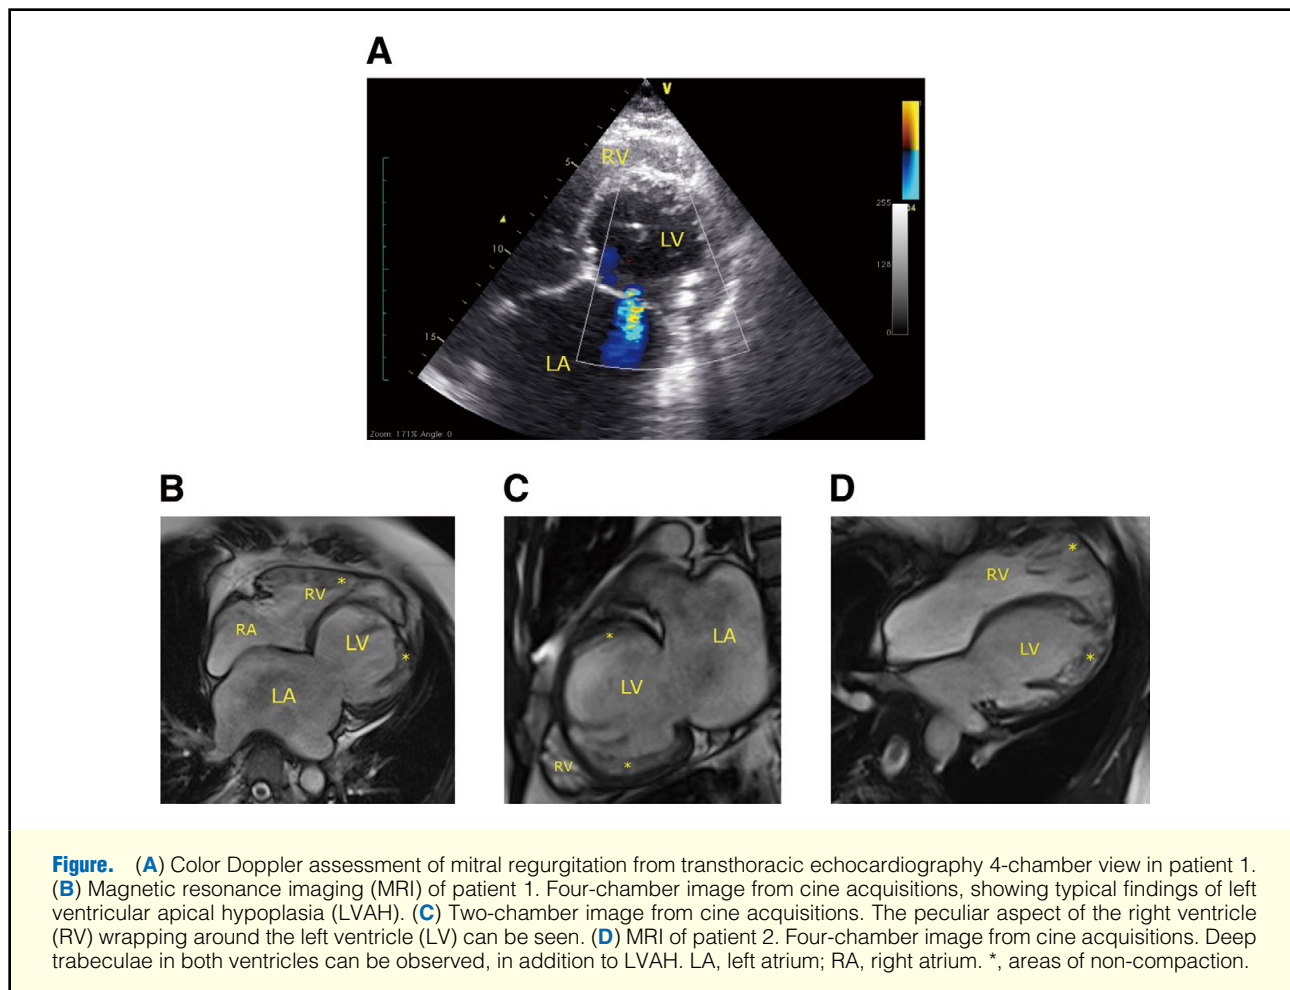 A
V
RV
5
LV
10
15
LA
255
128
0
Zoom: 171% Angle: 0
B
C
D
*
RV
RA
LV
*
LA
*
LA
LV
RV
*
*
RV
LV
*
Figure. (A) Color Doppler assessment of mitral regurgitation from transthoracic echocardiography 4-chamber view in patient 1.
(B) Magnetic resonance imaging (MRI) of patient 1. Four-chamber image from cine acquisitions, showing typical findings of left
ventricular apical hypoplasia (LVAH). (C) Two-chamber image from cine acquisitions. The peculiar aspect of the right ventricle
(RV) wrapping around the left ventricle (LV) can be seen. (D) MRI of patient 2. Four-chamber image from cine acquisitions. Deep
trabeculae in both ventricles can be observed, in addition to LVAH. LA, left atrium; RA, right atrium. *, areas of non-compaction.